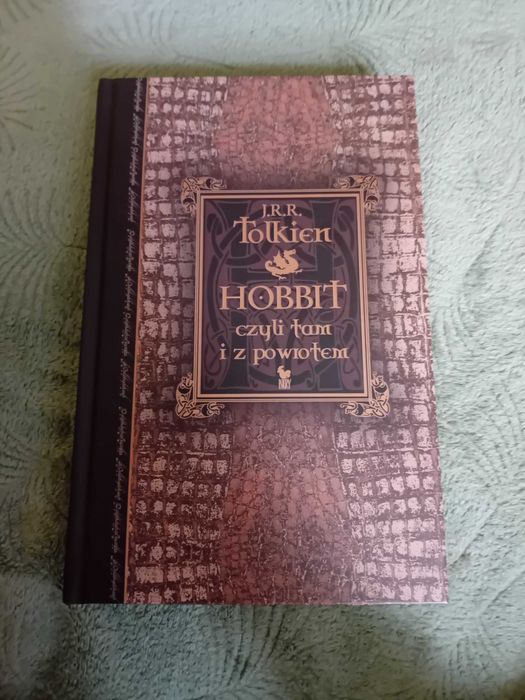 J.R.R.
Tolkien
HOBBIT
czyli tam
i z powrotem